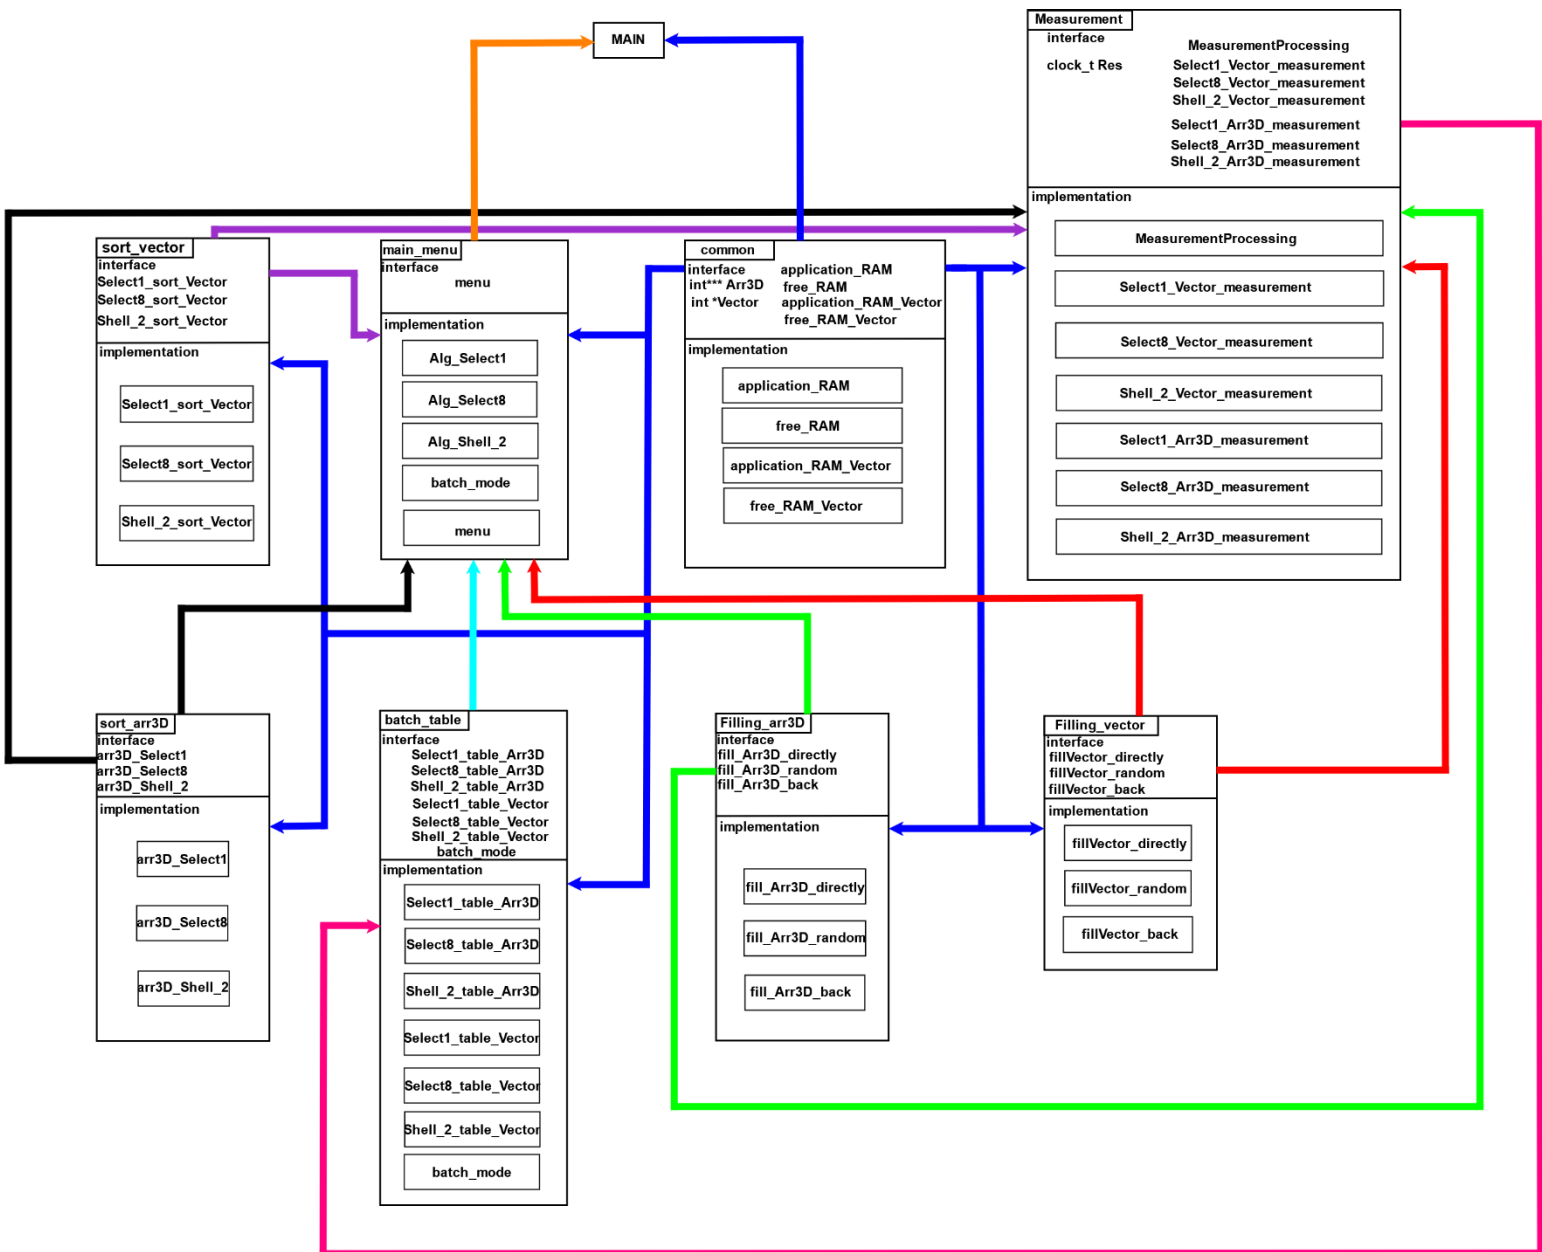 MAIN
Measurement
interface
MeasurementProcessing
clock_t Res
Select1_Vector_measurement
Select8_Vector_measurement
Shell_2_Vector_measurement
Select1_Arr3D_measurement
Select8_Arr3D_measurement
Shell_2_Arr3D_measurement
implementation
MeasurementProcessing
Select1_Vector_measurement
Select8_Vector_measurement
Shell_2_Vector_measurement
Select1_Arr3D_measurement
Select8_Arr3D_measurement
Shell_2_Arr3D_measurement
sort_vector
interface
Select1_sort_Vector
Select8_sort_Vector
Shell_2_sort_Vector
implementation
Select1_sort_Vector
Select8_sort_Vector
Shell_2_sort_Vector
main_menu
interface
menu
implementation
Alg_Select1
Alg_Select8
Alg_Shell_2
batch_mode
menu
common
interface application_RAM
int*** Arr3D free_RAM
int *Vector application_RAM_Vector
free_RAM_Vector
implementation
application_RAM
free_RAM
application_RAM_Vector
free_RAM_Vector
sort_arr3D
interface
arr3D_Select1
arr3D_Select8
arr3D_Shell_2
implementation
arr3D_Select1
arr3D_Select8
arr3D_Shell_2
batch_table
interface
Select1_table_Arr3D
Select8_table_Arr3D
Shell_2_table_Arr3D
Select1_table_Vector
Select8_table_Vector
Shell_2_table_Vector
batch_mode
implementation
Select1_table_Arr3D
Select8_table_Arr3D
Shell_2_table_Arr3D
Select1_table_Vector
Select8_table_Vector
Shell_2_table_Vector
batch_mode
Filling_arr3D
interface
fill_Arr3D_directly
fill_Arr3D_random
fill_Arr3D_back
implementation
fill_Arr3D_directly
fill_Arr3D_random
fill_Arr3D_back
Filling_vector
interface
fillVector_directly
fillVector_random
fillVector_back
implementation
fillVector_directly
fillVector_random
fillVector_back